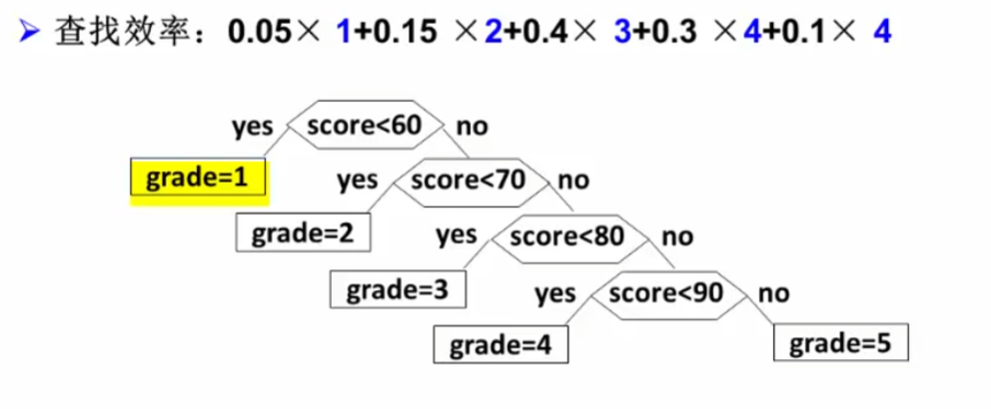 ➤ 查找效率：0.05× 1+0.15 ×2+0.4× 3+0.3 ×4+0.1× 4
yes score<60 no
grade=1 yes score<70 no
grade=2 yes score<80 no
grade=3 yes score<90 no
grade=4 grade=5